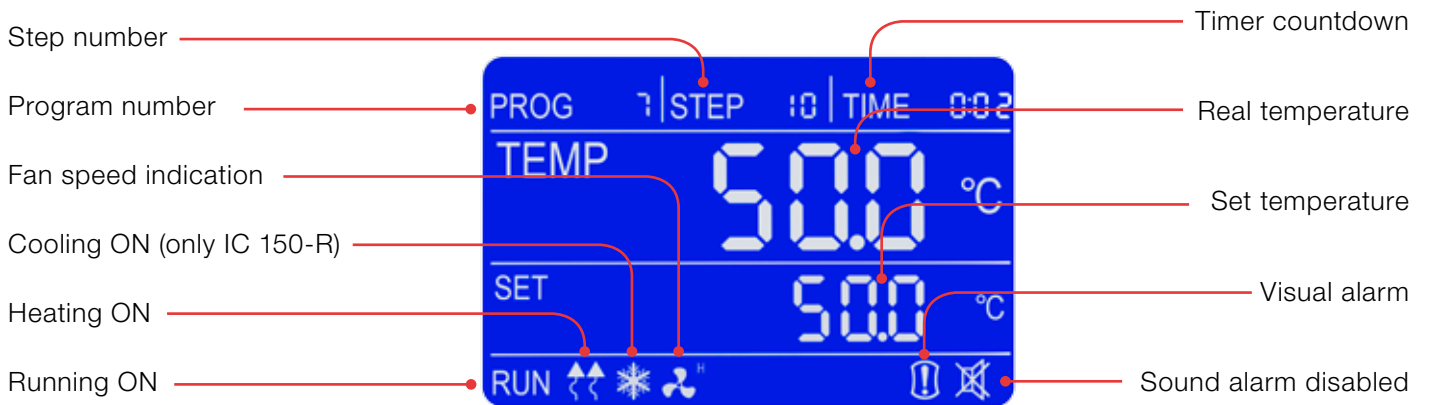 Step number
Program number
Fan speed indication
Cooling ON (only IC 150-R)
Heating ON
Running ON
PROG 7 STEP 10 TIME 0:02
TEMP 50.0 °C
SET 50.0 °C
RUN H
Timer countdown
Real temperature
Set temperature
Visual alarm
Sound alarm disabled